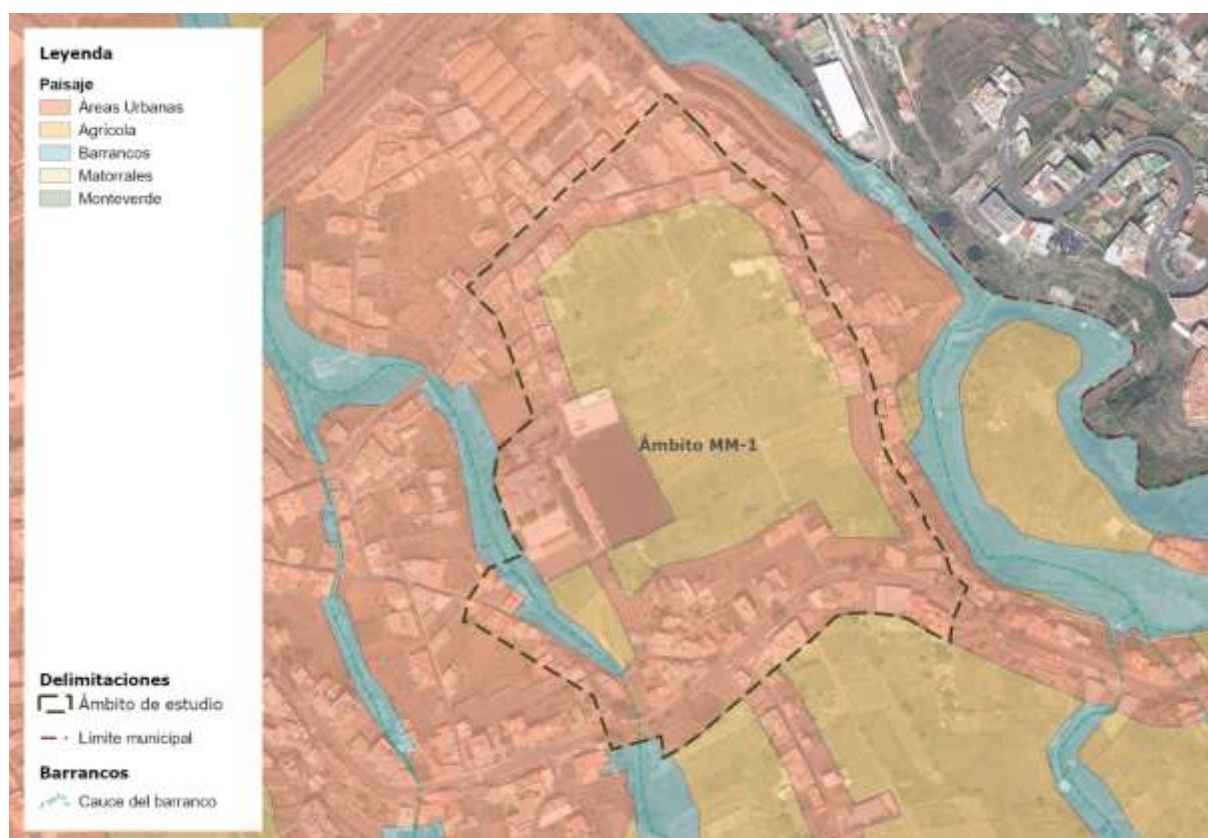 Leyenda
Paisaje
Áreas Urbanas
Agrícola
Barrancos
Matorrales
Monteverde
Ámbito MM-1
Delimitaciones
Ámbito de estudio
Límite municipal
Barrancos
Cauce del barranco